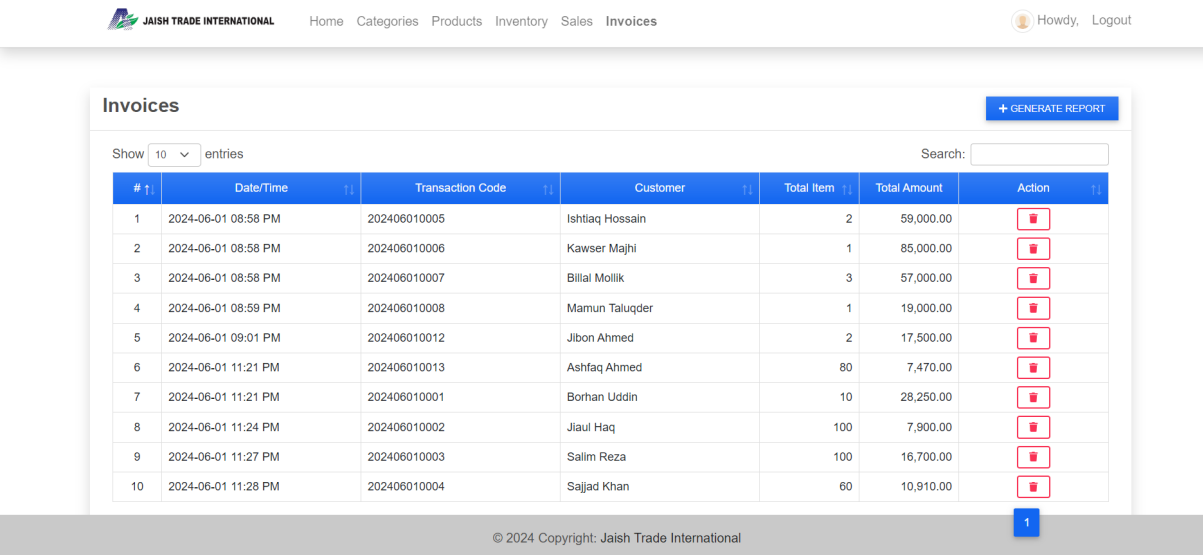 JAISH TRADE INTERNATIONAL Home Categories Products Inventory Sales Invoices Howdy, Logout
Invoices
GENERATE REPORT
Show 10 entries Search:
# Date/Time Transaction Code Customer Total Item Total Amount Action
1 2024-06-01 08:58 PM 202406010005 Ishtiaq Hossain 2 59,000.00
2 2024-06-01 08:58 PM 202406010006 Kawser Majhi 1 85,000.00
3 2024-06-01 08:58 PM 202406010007 Billal Mollik 3 57,000.00
4 2024-06-01 08:59 PM 202406010008 Mamun Taluqder 1 19,000.00
5 2024-06-01 09:01 PM 202406010012 Jibon Ahmed 2 17,500.00
6 2024-06-01 11:21 PM 202406010013 Ashfaq Ahmed 80 7,470.00
7 2024-06-01 11:21 PM 202406010001 Borhan Uddin 10 28,250.00
8 2024-06-01 11:24 PM 202406010002 Jiaul Haq 100 7,900.00
9 2024-06-01 11:27 PM 202406010003 Salim Reza 100 16,700.00
10 2024-06-01 11:28 PM 202406010004 Sajjad Khan 60 10,910.00
1
© 2024 Copyright: Jaish Trade International